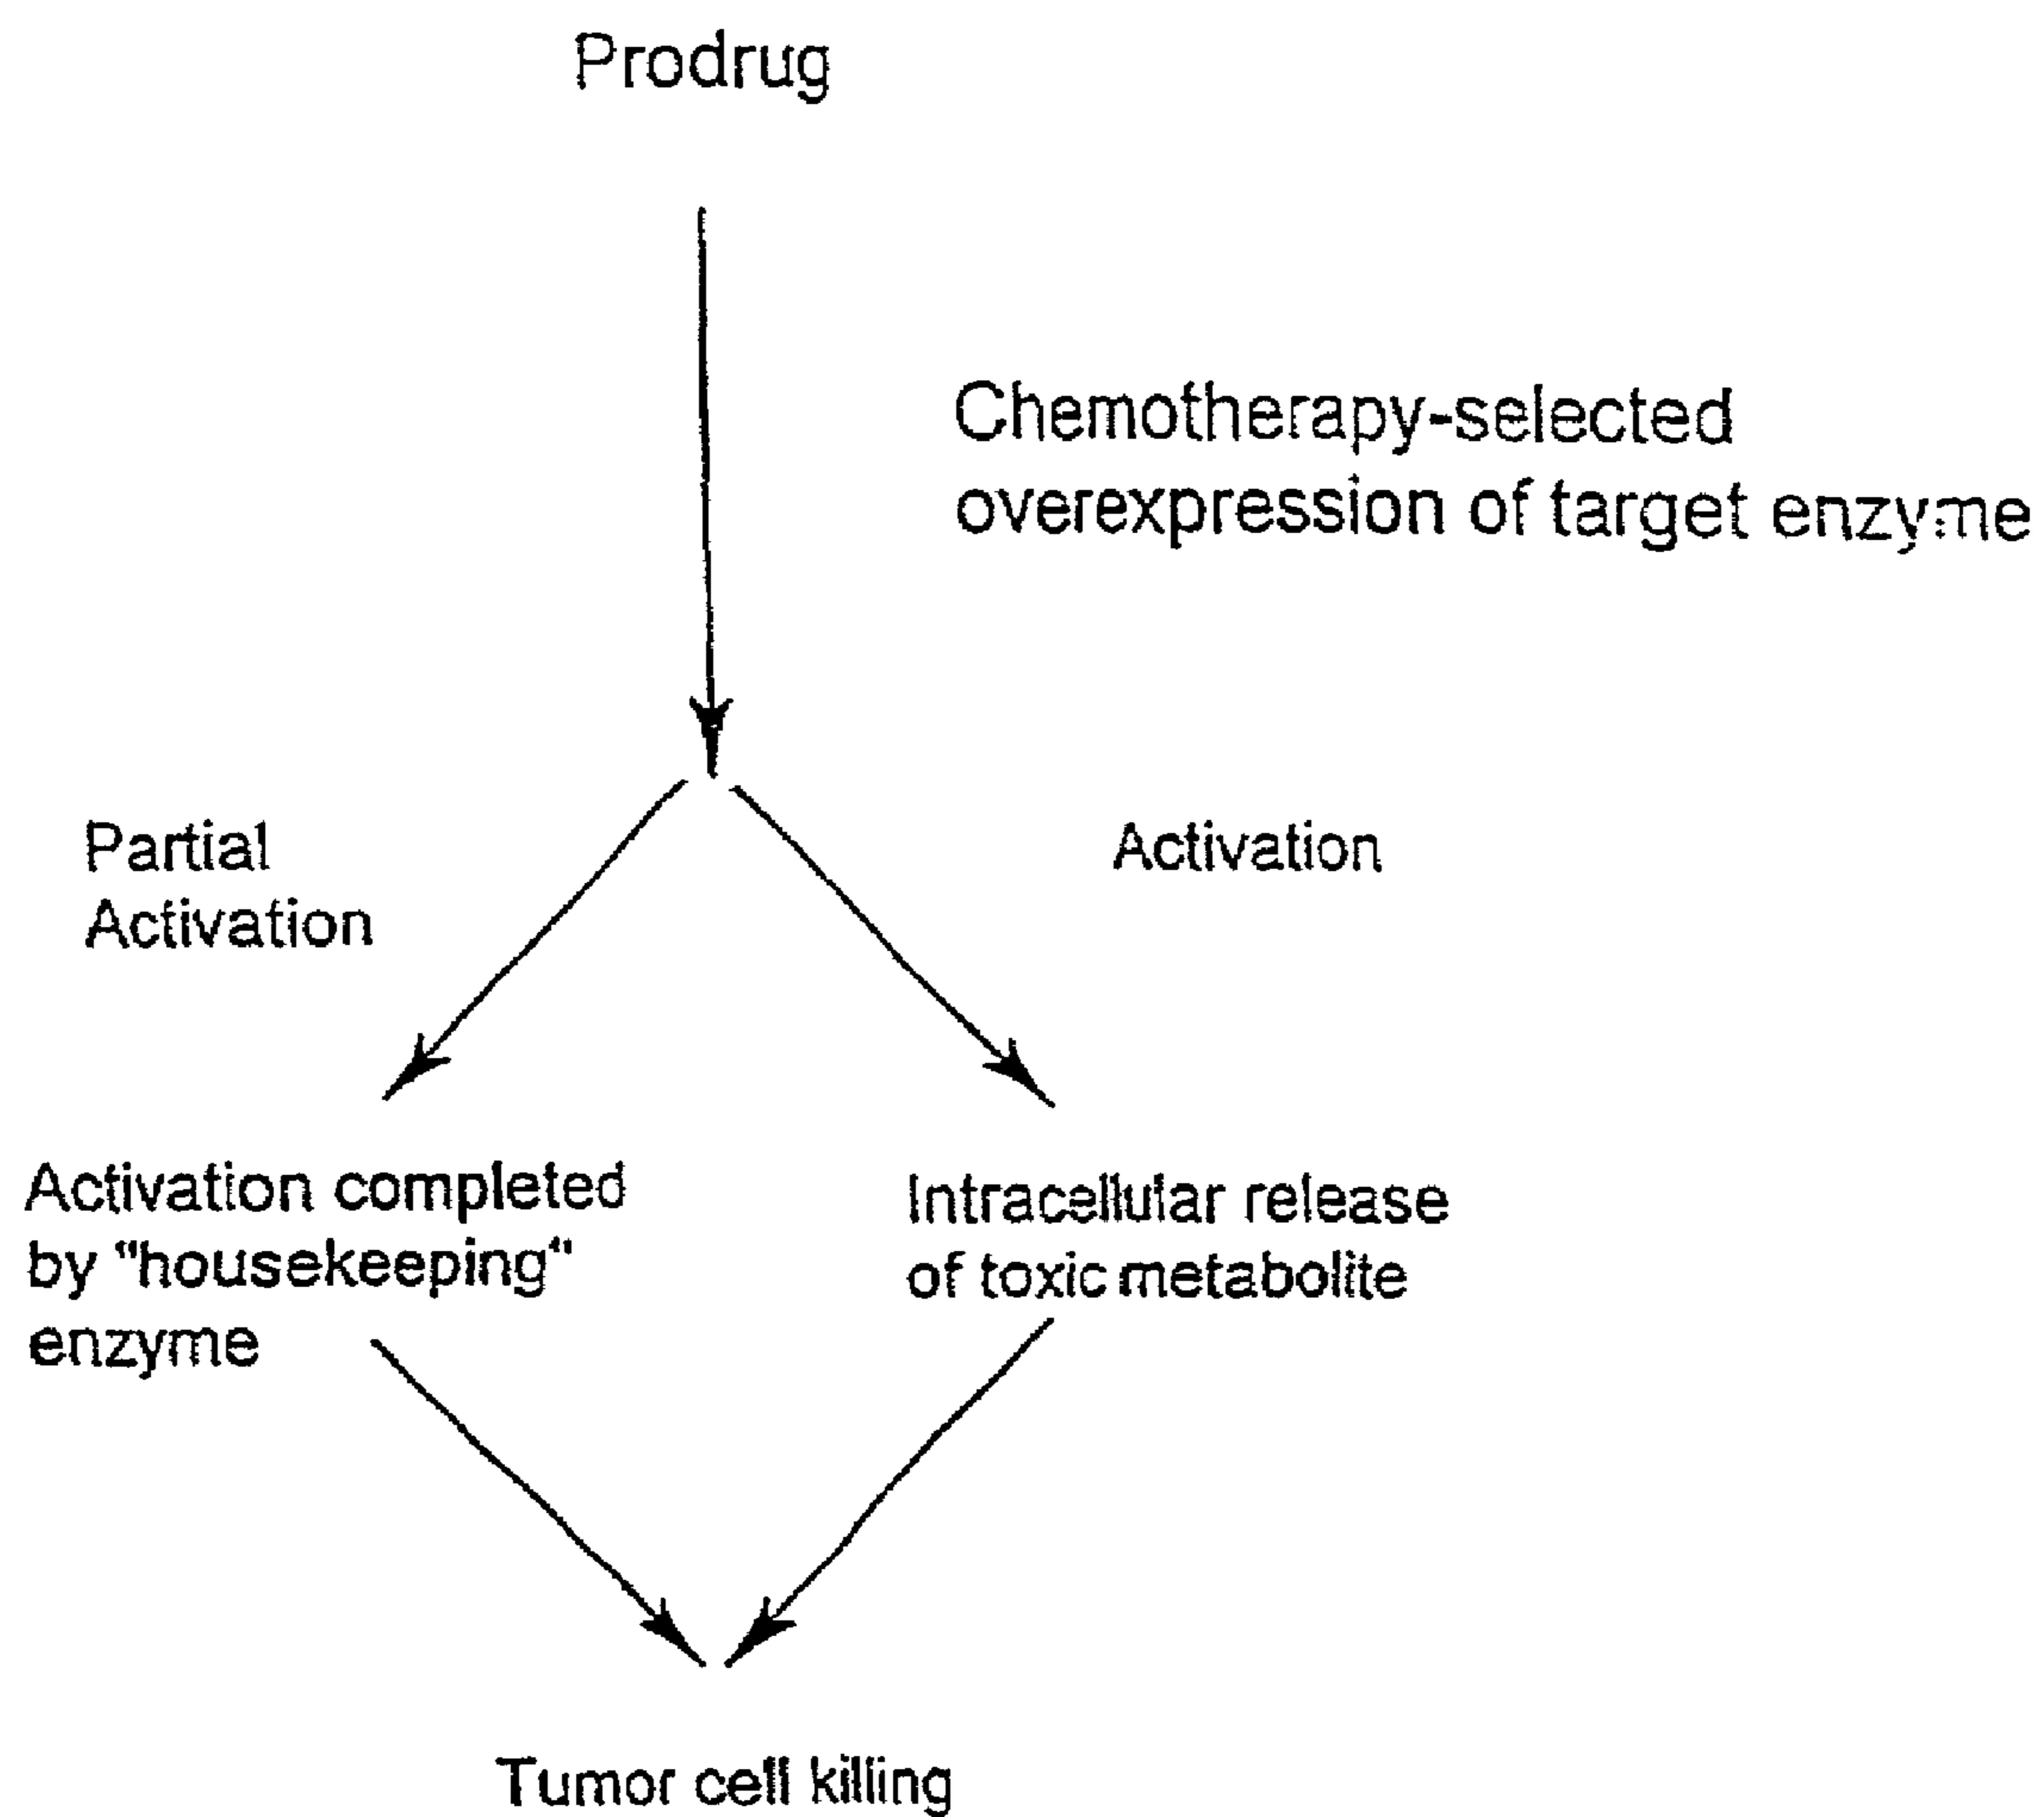 Prodrug
Chemotherapy-selected
overexpression of target enzyme
Partial
Activation
Activation
Activation completed
by "housekeeping"
enzyme
Intracellular release
of toxic metabolite
Tumor cell killing